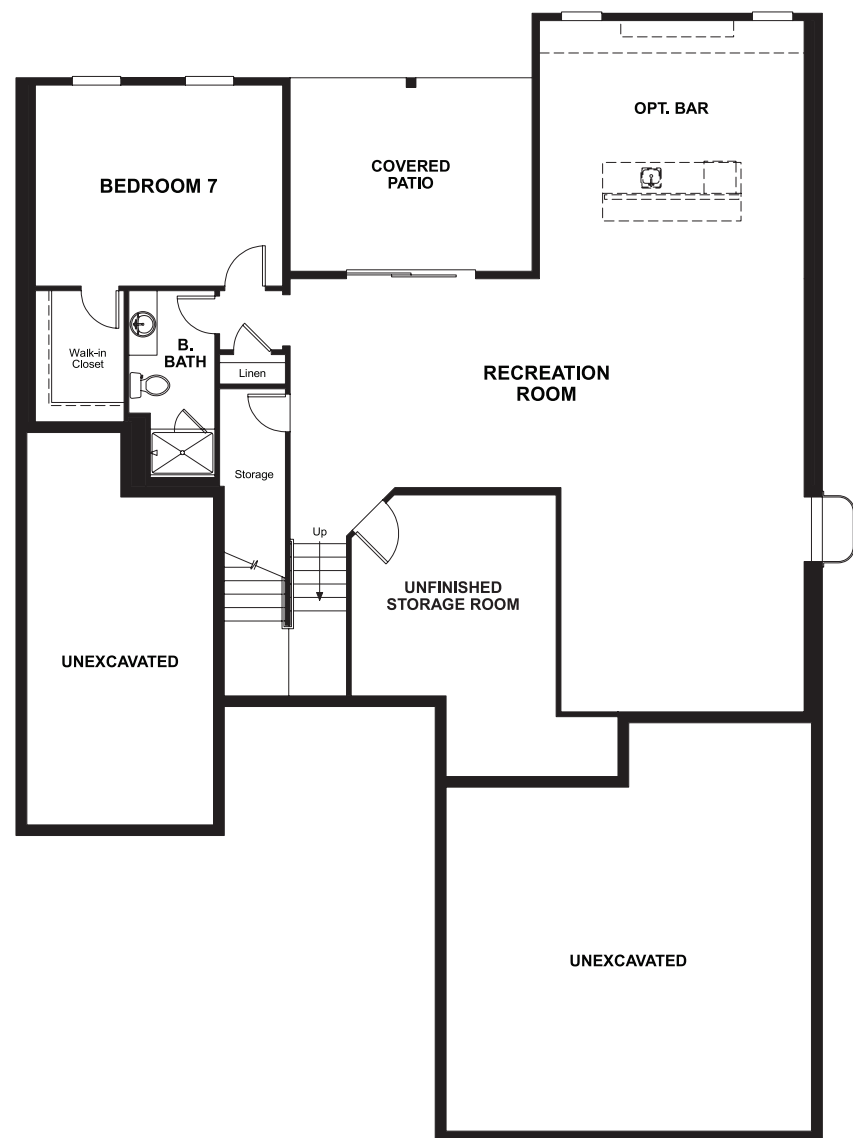 OPT. BAR
COVERED
PATIO
BEDROOM 7
Walk-in
Closet
B.
BATH
Linen
RECREATION
ROOM
Storage
Up
UNFINISHED
STORAGE ROOM
UNEXCAVATED
UNEXCAVATED